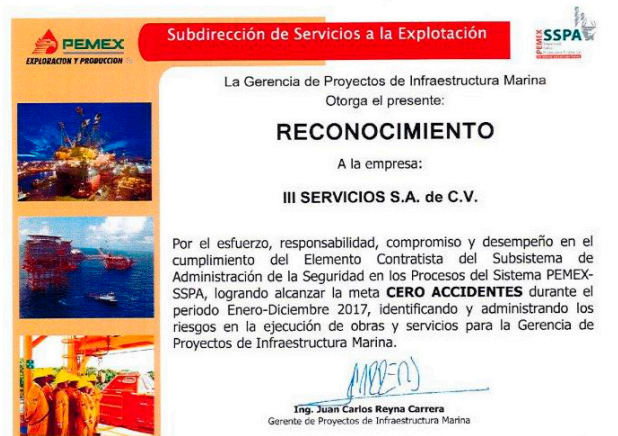 PEMEX
EXPLORACION Y PRODUCCION
Subdirección de Servicios a la Explotación
PEMEX
SSPA
La Gerencia de Proyectos de Infraestructura Marina
Otorga el presente:
RECONOCIMIENTO
A la empresa:
III SERVICIOS S.A. de C.V.
Por el esfuerzo, responsabilidad, compromiso y desempeño en el
cumplimiento del Elemento Contratista del Subsistema de
Administración de la Seguridad en los Procesos del Sistema PEMEX-
SSPA, logrando alcanzar la meta CERO ACCIDENTES durante el
periodo Enero-Diciembre 2017, identificando y administrando los
riesgos en la ejecución de obras y servicios para la Gerencia de
Proyectos de Infraestructura Marina.
Ing. Juan Carlos Reyna Carrera
Gerente de Proyectos de Infraestructura Marina